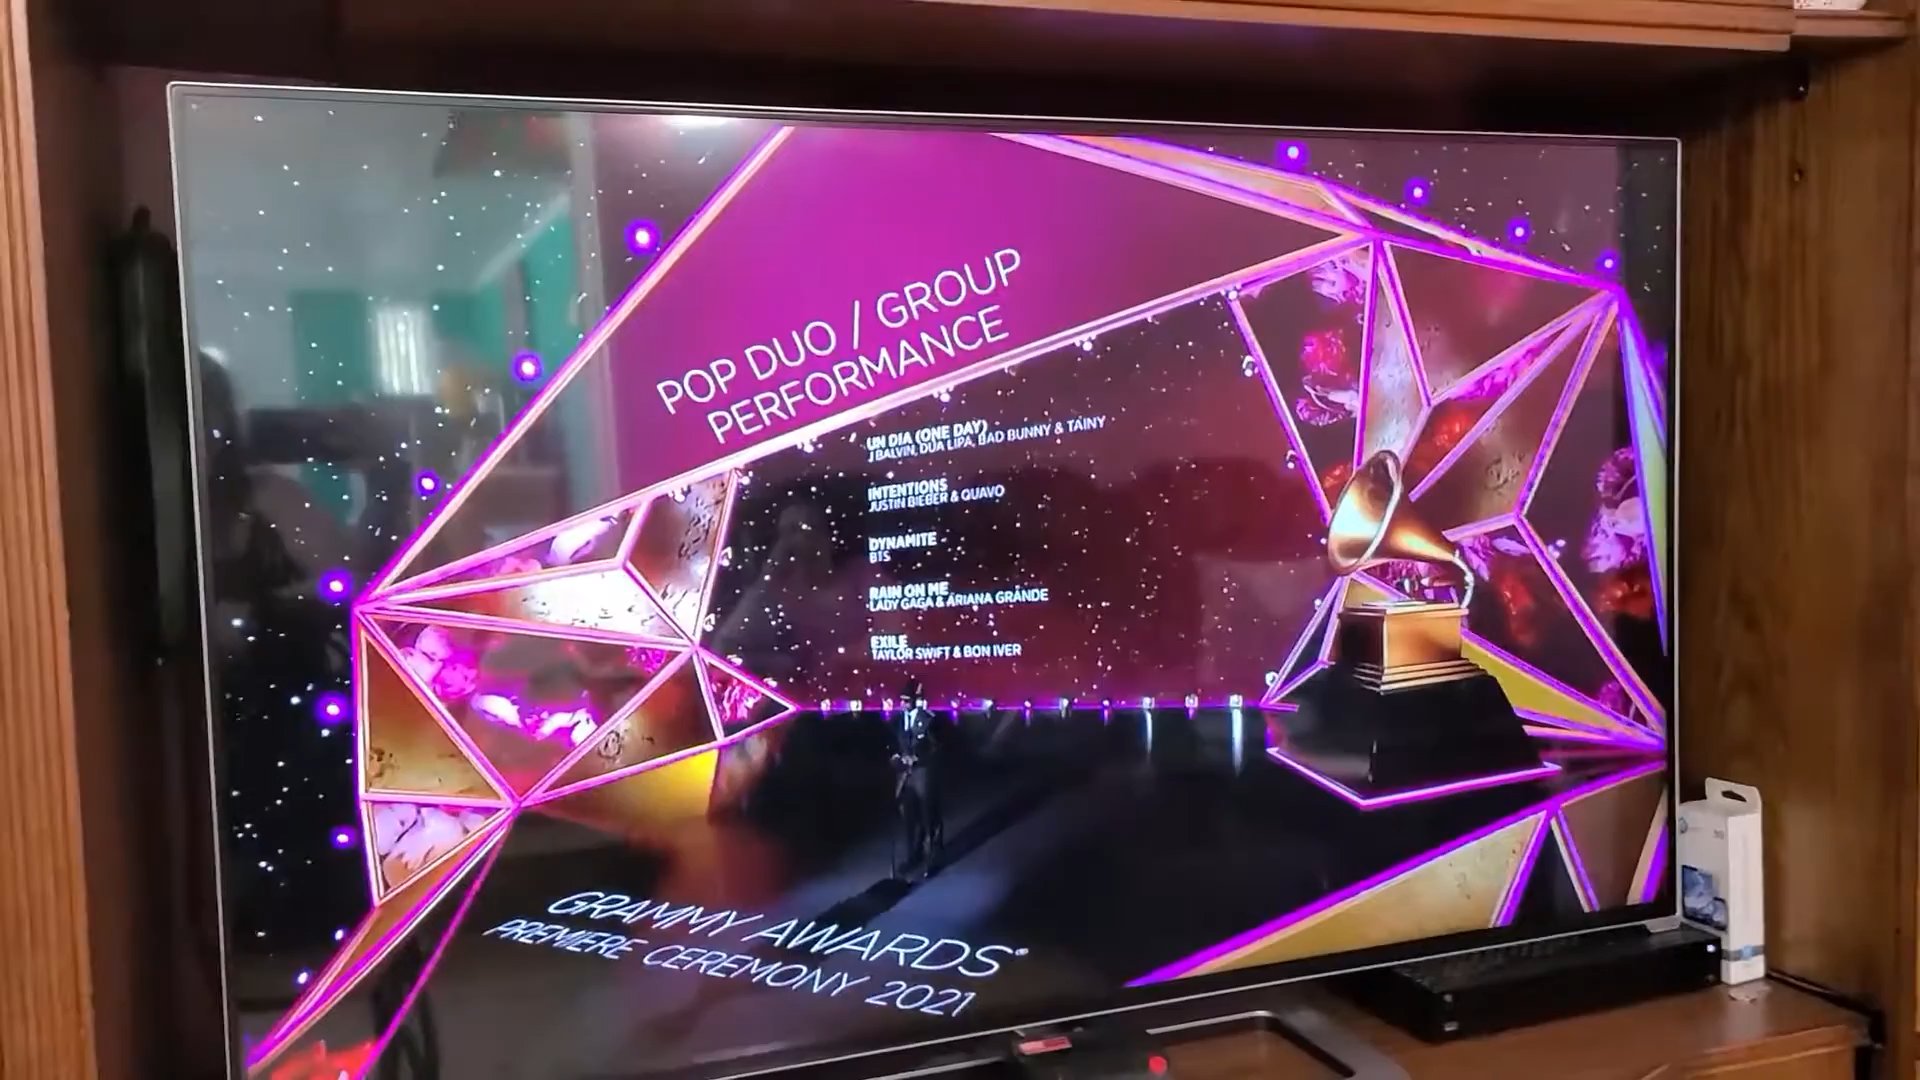 POP DUO / GROUP
PERFORMANCE
UN DIA (ONE DAY)
J BALVIN, DUA LIPA, BAD BUNNY & TAINY
INTENTIONS
JUSTIN BIEBER & QUAVO
DYNAMITE
BTS
RAIN ON ME
LADY GAGA & ARIANA GRANDE
EXILE
TAYLOR SWIFT & BON IVER
GRAMMY AWARDS®
PREMIERE CEREMONY 2021